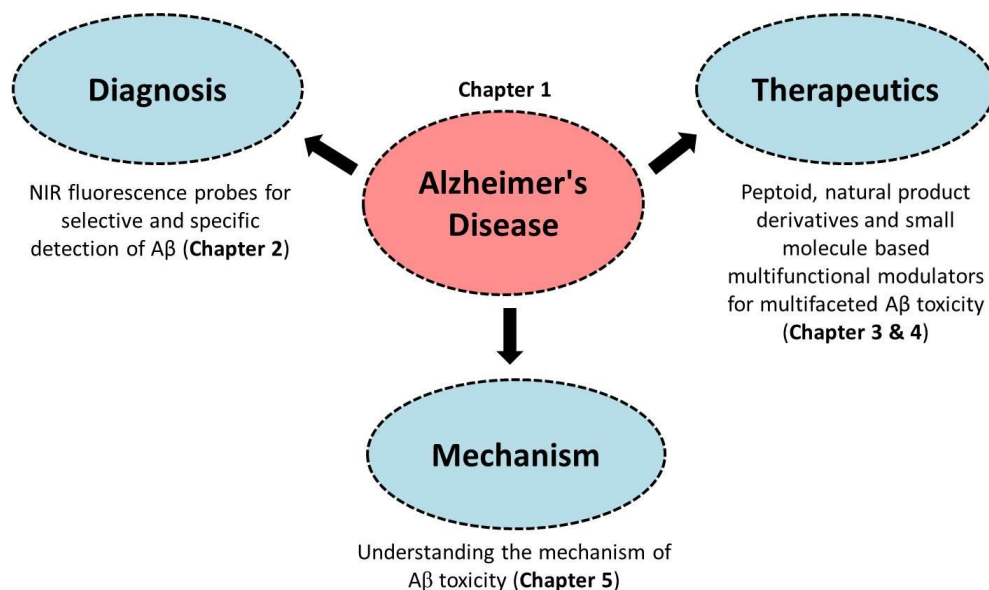 Diagnosis
NIR fluorescence probes for
selective and specific
detection of Aβ (Chapter 2)
Chapter 1
Alzheimer's
Disease
Therapeutics
Peptoid, natural product
derivatives and small
molecule based
multifunctional modulators
for multifaceted Aβ toxicity
(Chapter 3 & 4)
Mechanism
Understanding the mechanism of
Aβ toxicity (Chapter 5)